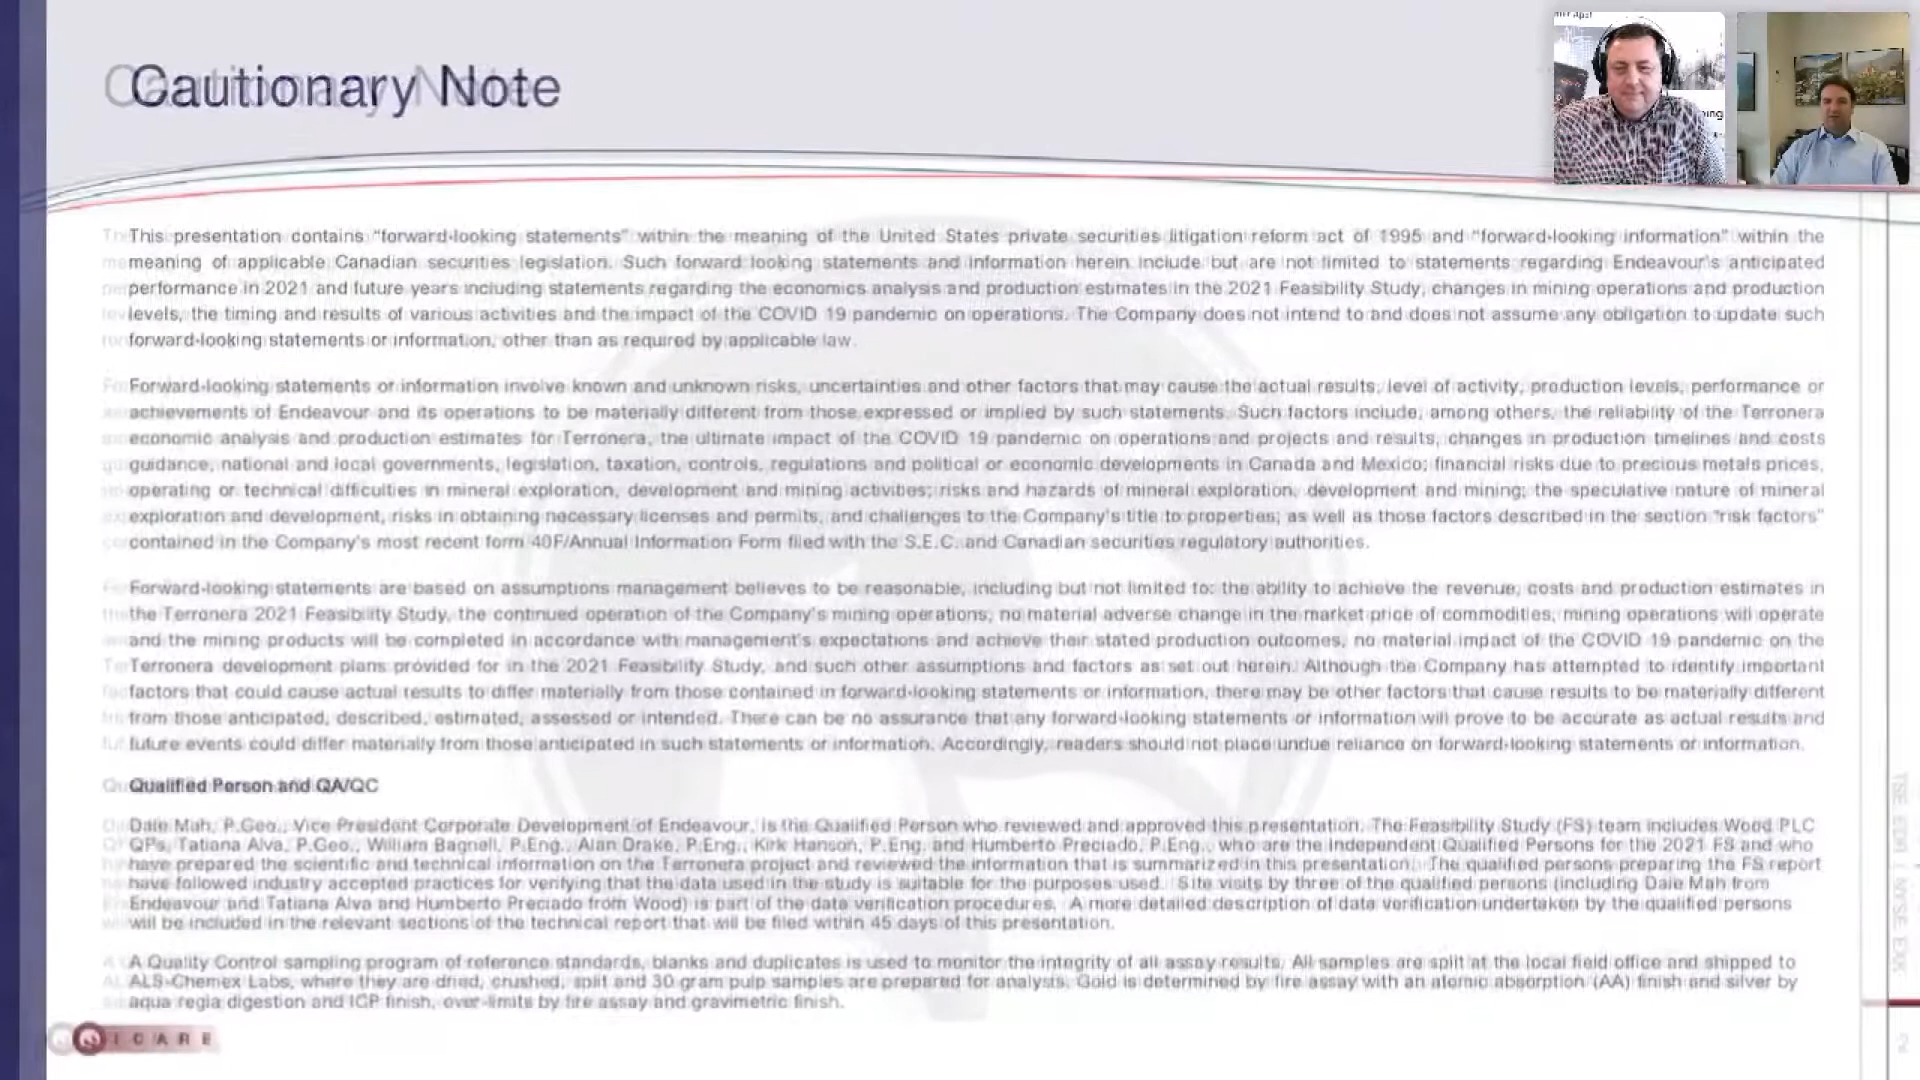 Cautionary Note
This presentation contains “forward-looking statements” within the meaning of the United States private securities litigation reform act of 1995 and “forward-looking information” within the
meaning of applicable Canadian securities legislation. Such forward looking statements and information herein include but are not limited to statements regarding Endeavour's anticipated
performance in 2021 and future years including statements regarding the economics analysis and production estimates in the 2021 Feasibility Study, changes in mining operations and production
levels, the timing and results of various activities and the impact of the COVID 19 pandemic on operations. The Company does not intend to and does not assume any obligation to update such
forward-looking statements or information, other than as required by applicable law.
Forward-looking statements or information involve known and unknown risks, uncertainties and other factors that may cause the actual results, level of activity, production levels, performance or
achievements of Endeavour and its operations to be materially different from those expressed or implied by such statements. Such factors include, among others, the reliability of the Terronera
economic analysis and production estimates for Terronera, the ultimate impact of the COVID 19 pandemic on operations and projects and results, changes in production timelines and costs
guidance, national and local governments, legislation, taxation, controls, regulations and political or economic developments in Canada and Mexico; financial risks due to precious metals prices,
operating or technical difficulties in mineral exploration, development and mining activities; risks and hazards of mineral exploration, development and mining; the speculative nature of mineral
exploration and development, risks in obtaining necessary licenses and permits, and challenges to the Company's title to properties; as well as those factors described in the section “risk factors”
contained in the Company's most recent form 40F/Annual Information Form filed with the S.E.C. and Canadian securities regulatory authorities.
Forward-looking statements are based on assumptions management believes to be reasonable, including but not limited to: the ability to achieve the revenue, costs and production estimates in
the Terronera 2021 Feasibility Study, the continued operation of the Company's mining operations, no material adverse change in the market price of commodities, mining operations will operate
and the mining products will be completed in accordance with management's expectations and achieve their stated production outcomes, no material impact of the COVID 19 pandemic on the
Terronera development plans provided for in the 2021 Feasibility Study, and such other assumptions and factors as set out herein. Although the Company has attempted to identify important
factors that could cause actual results to differ materially from those contained in forward-looking statements or information, there may be other factors that cause results to be materially different
from those anticipated, described, estimated, assessed or intended. There can be no assurance that any forward-looking statements or information will prove to be accurate as actual results and
future events could differ materially from those anticipated in such statements or information. Accordingly, readers should not place undue reliance on forward-looking statements or information.
Qualified Person and QA/QC
Dale Mah, P.Geo., Vice President Corporate Development of Endeavour, is the Qualified Person who reviewed and approved this presentation. The Feasibility Study (FS) team includes Wood PLC
QPs, Tatiana Alva, P.Geo., William Bagnell, P.Eng., Alan Drake, P.Eng., Kirk Hanson, P.Eng. and Humberto Preciado, P.Eng., who are the Independent Qualified Persons for the 2021 FS and who
have prepared the scientific and technical information on the Terronera project and reviewed the information that is summarized in this presentation. The qualified persons preparing the FS report
have followed industry accepted practices for verifying that the data used in the study is suitable for the purposes used. Site visits by three of the qualified persons (including Dale Mah from
Endeavour and Tatiana Alva and Humberto Preciado from Wood) is part of the data verification procedures. A more detailed description of data verification undertaken by the qualified persons
will be included in the relevant sections of the technical report that will be filed within 45 days of this presentation.
A Quality Control sampling program of reference standards, blanks and duplicates is used to monitor the integrity of all assay results. All samples are split at the local field office and shipped to
ALS-Chemex Labs, where they are dried, crushed, split and 30 gram pulp samples are prepared for analysis. Gold is determined by fire assay with an atomic absorption (AA) finish and silver by
aqua regia digestion and ICP finish, over-limits by fire assay and gravimetric finish.
I CARE
TSE: EDR | NYSE: EXK
2